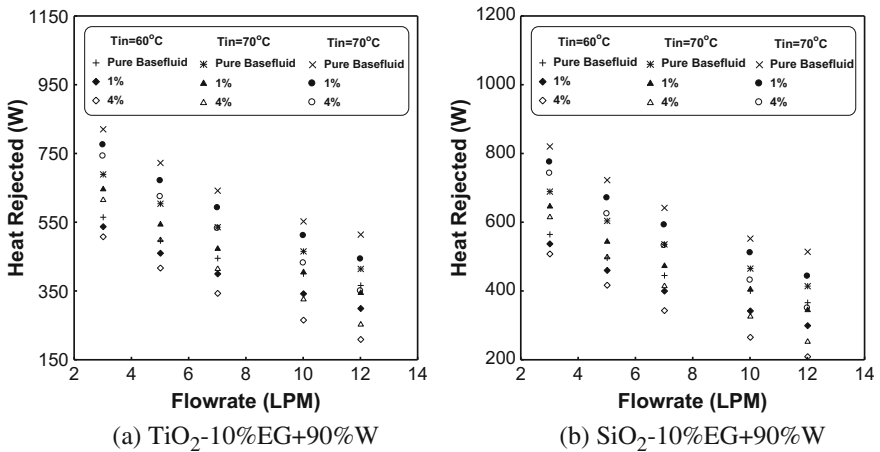 1150
950
750
550
350
150
Heat Rejected (W)
Tin=60°C Tin=70°C Tin=70°C
+ Pure Basefluid ✳ Pure Basefluid × Pure Basefluid
◆ 1% ▲ 1% ● 1%
◇ 4% △ 4% ○ 4%
2 4 6 8 10 12 14
Flowrate (LPM)
(a) TiO₂-10%EG+90%W
1200
1000
800
600
400
200
Heat Rejected (W)
Tin=60°C Tin=70°C Tin=70°C
+ Pure Basefluid ✳ Pure Basefluid × Pure Basefluid
◆ 1% ▲ 1% ● 1%
◇ 4% △ 4% ○ 4%
2 4 6 8 10 12 14
Flowrate (LPM)
(b) SiO₂-10%EG+90%W